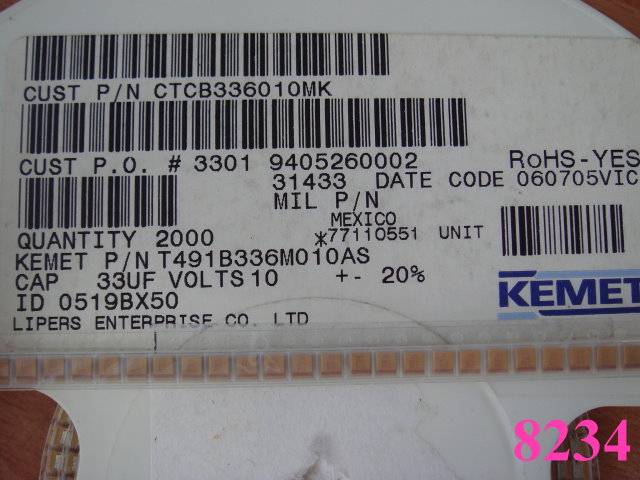 CUST P/N CTCB336010MK
CUST P.O. # 3301 9405260002 RoHS-YES
31433 DATE CODE 060705VIC
MIL P/N
MEXICO
QUANTITY 2000 *77110551 UNIT
KEMET P/N T491B336M010AS
CAP 33UF VOLTS 10 +- 20%
ID 0519BX50
KEMET
LIPERS ENTERPRISE CO. LTD
8234